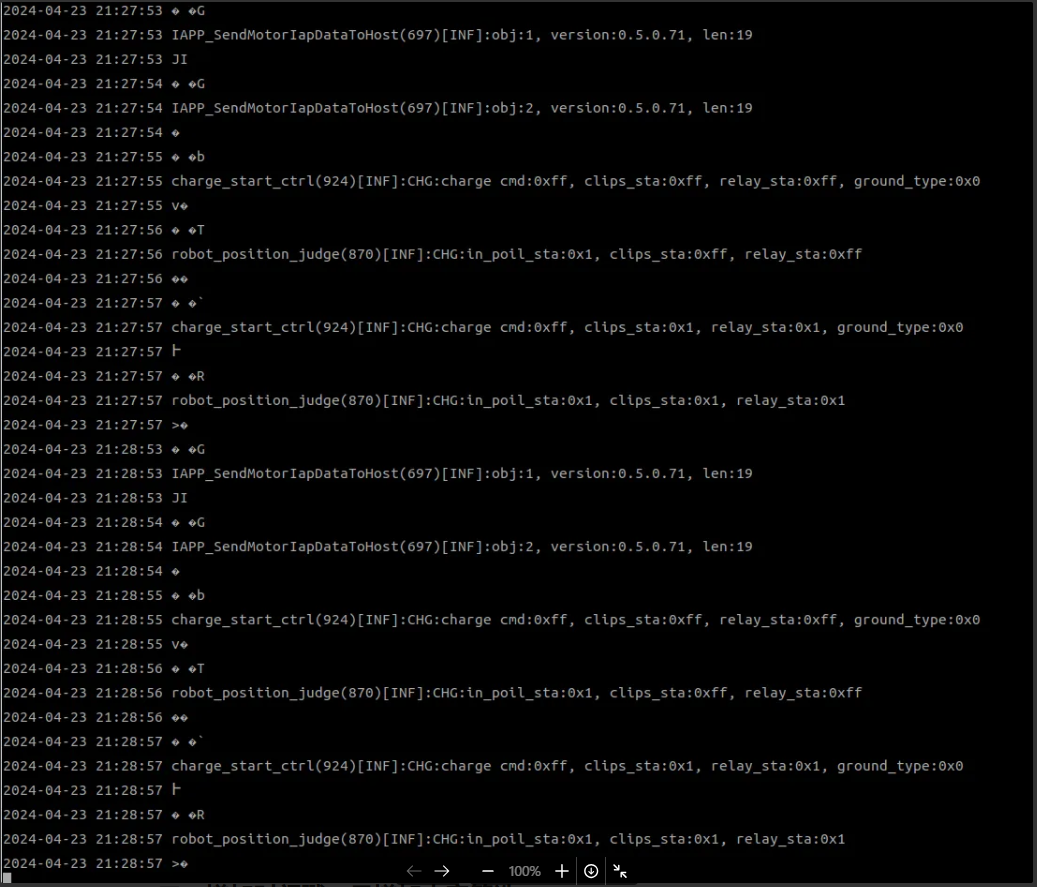 2024-04-23 21:27:53 � �G
2024-04-23 21:27:53 IAPP_SendMotorIapDataToHost(697)[INF]:obj:1, version:0.5.0.71, len:19
2024-04-23 21:27:53 JI
2024-04-23 21:27:54 � �G
2024-04-23 21:27:54 IAPP_SendMotorIapDataToHost(697)[INF]:obj:2, version:0.5.0.71, len:19
2024-04-23 21:27:54 �
2024-04-23 21:27:55 � �b
2024-04-23 21:27:55 charge_start_ctrl(924)[INF]:CHG:charge cmd:0xff, clips_sta:0xff, relay_sta:0xff, ground_type:0x0
2024-04-23 21:27:55 v�
2024-04-23 21:27:56 � �T
2024-04-23 21:27:56 robot_position_judge(870)[INF]:CHG:in_poil_sta:0x1, clips_sta:0xff, relay_sta:0xff
2024-04-23 21:27:56 ��
2024-04-23 21:27:57 � �`
2024-04-23 21:27:57 charge_start_ctrl(924)[INF]:CHG:charge cmd:0xff, clips_sta:0x1, relay_sta:0x1, ground_type:0x0
2024-04-23 21:27:57 Ͱ
2024-04-23 21:27:57 � �R
2024-04-23 21:27:57 robot_position_judge(870)[INF]:CHG:in_poil_sta:0x1, clips_sta:0x1, relay_sta:0x1
2024-04-23 21:27:57 >�
2024-04-23 21:28:53 � �G
2024-04-23 21:28:53 IAPP_SendMotorIapDataToHost(697)[INF]:obj:1, version:0.5.0.71, len:19
2024-04-23 21:28:53 JI
2024-04-23 21:28:54 � �G
2024-04-23 21:28:54 IAPP_SendMotorIapDataToHost(697)[INF]:obj:2, version:0.5.0.71, len:19
2024-04-23 21:28:54 �
2024-04-23 21:28:55 � �b
2024-04-23 21:28:55 charge_start_ctrl(924)[INF]:CHG:charge cmd:0xff, clips_sta:0xff, relay_sta:0xff, ground_type:0x0
2024-04-23 21:28:55 v�
2024-04-23 21:28:56 � �T
2024-04-23 21:28:56 robot_position_judge(870)[INF]:CHG:in_poil_sta:0x1, clips_sta:0xff, relay_sta:0xff
2024-04-23 21:28:56 ��
2024-04-23 21:28:57 � �`
2024-04-23 21:28:57 charge_start_ctrl(924)[INF]:CHG:charge cmd:0xff, clips_sta:0x1, relay_sta:0x1, ground_type:0x0
2024-04-23 21:28:57 Ͱ
2024-04-23 21:28:57 � �R
2024-04-23 21:28:57 robot_position_judge(870)[INF]:CHG:in_poil_sta:0x1, clips_sta:0x1, relay_sta:0x1
2024-04-23 21:28:57 >�
100%